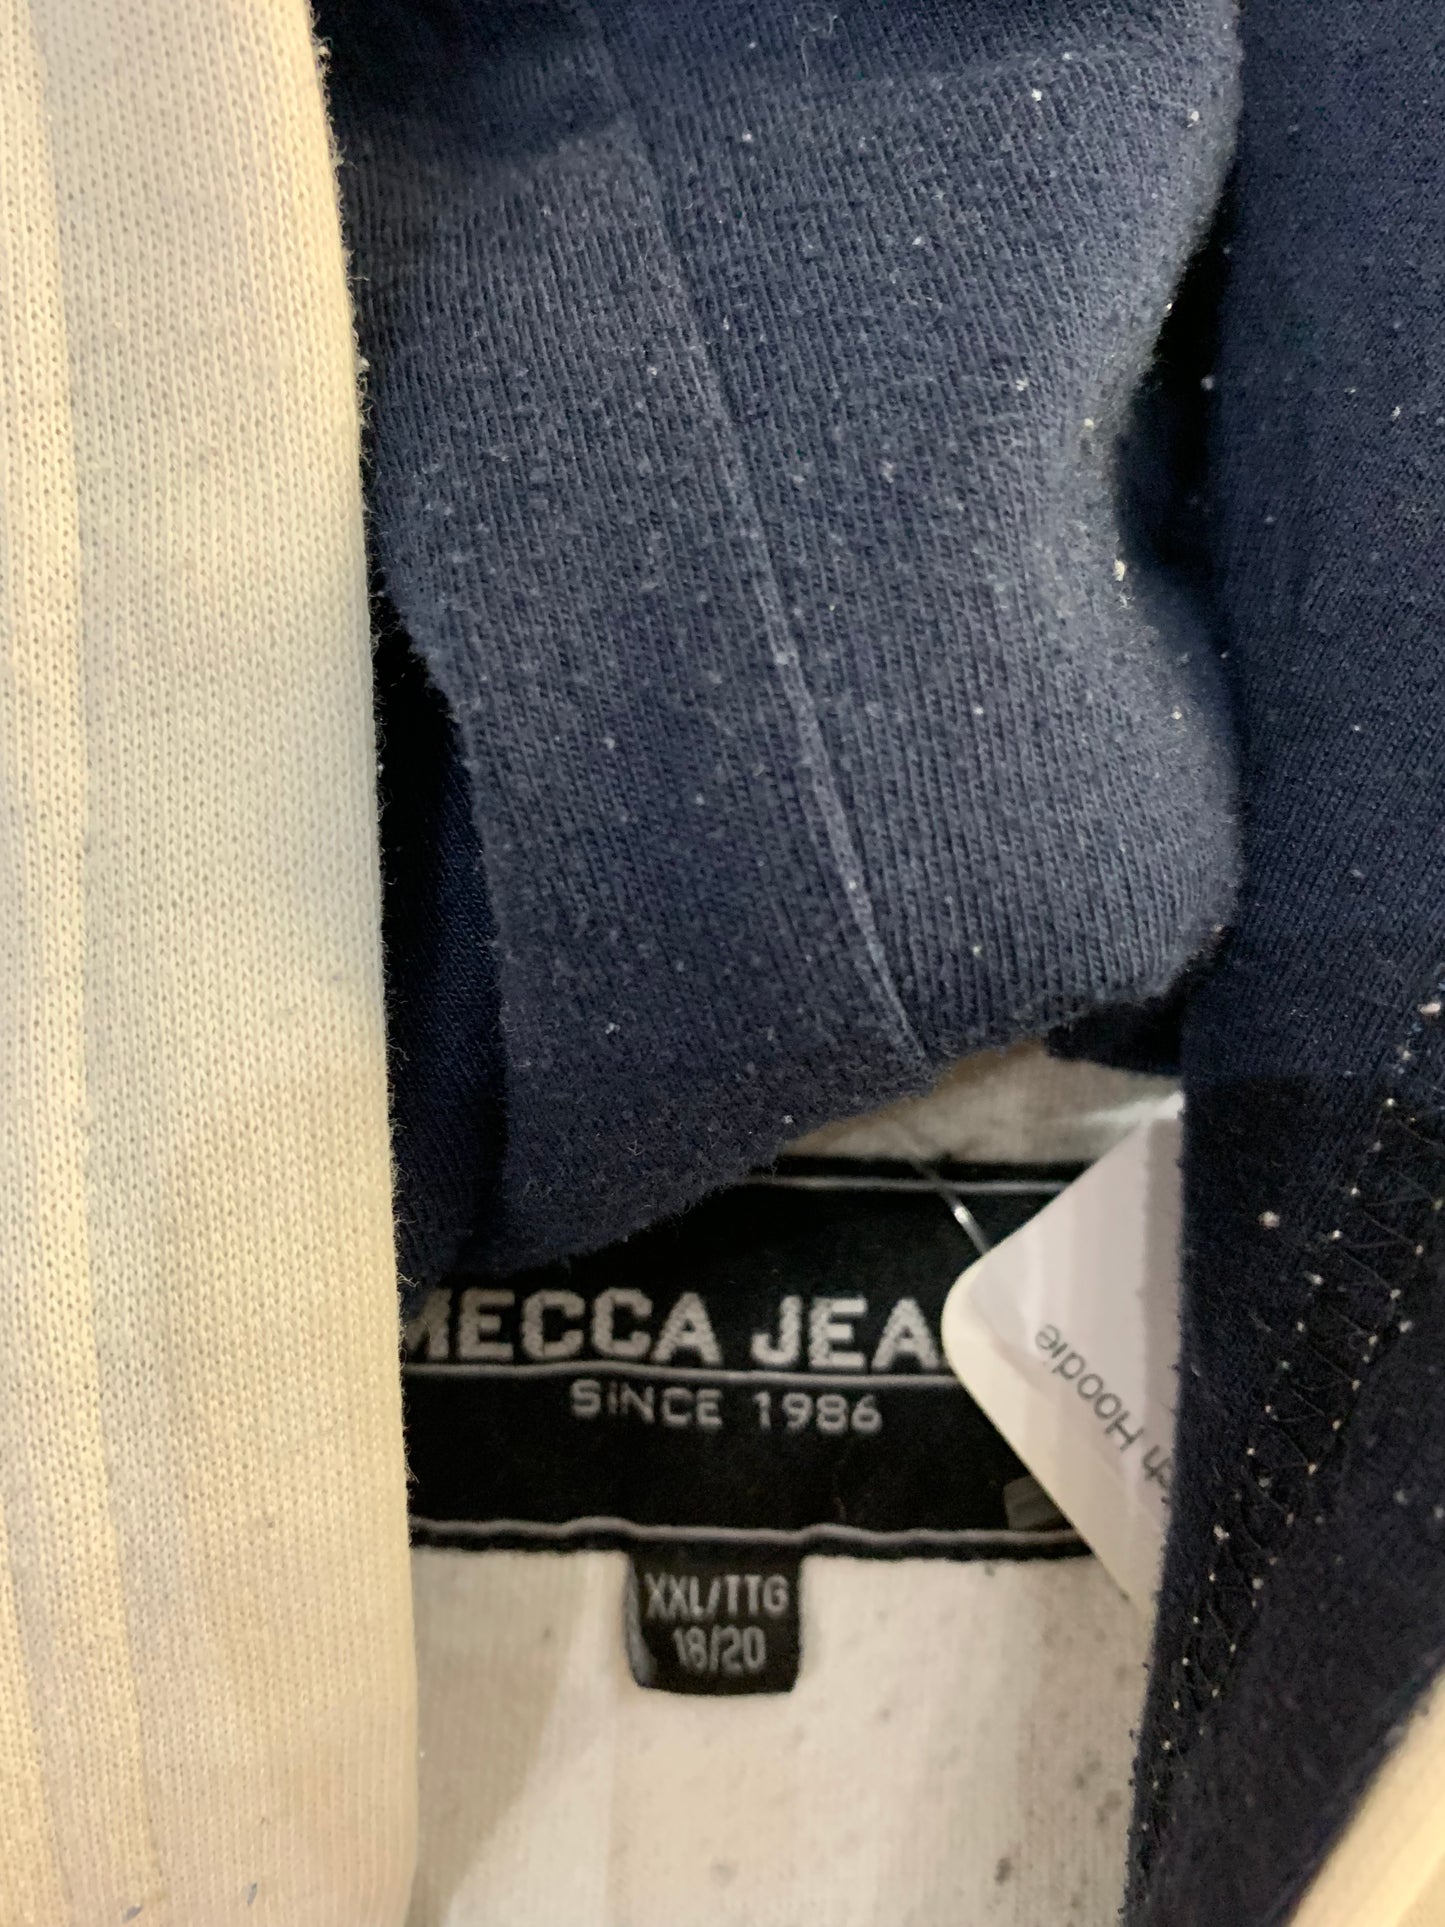 MECCA JEA
SINCE 1986
Hoodie
XXL/TTG
18/20